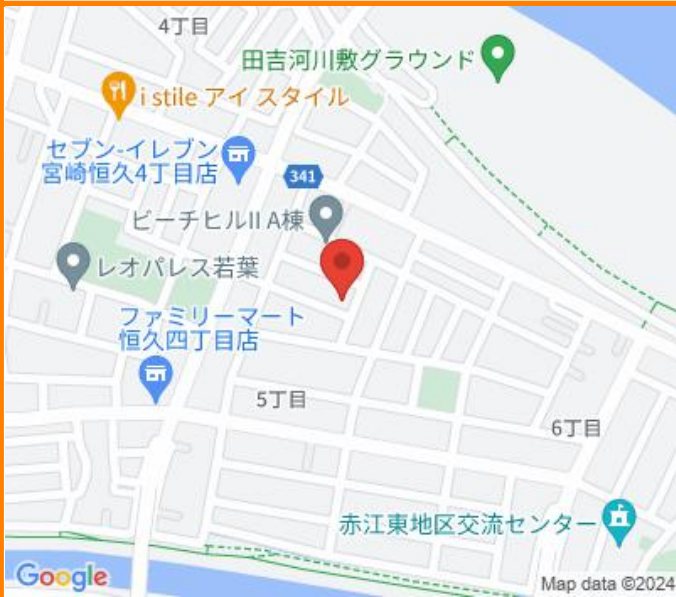 4丁目
田吉河川敷グラウンド
i stile アイ スタイル
セブン-イレブン
宮崎恒久4丁目店
341
ビーチヒルII A棟
レオパレス若葉
ファミリーマート
恒久四丁目店
5丁目
6丁目
赤江東地区交流センター
Google
Map data ©2024